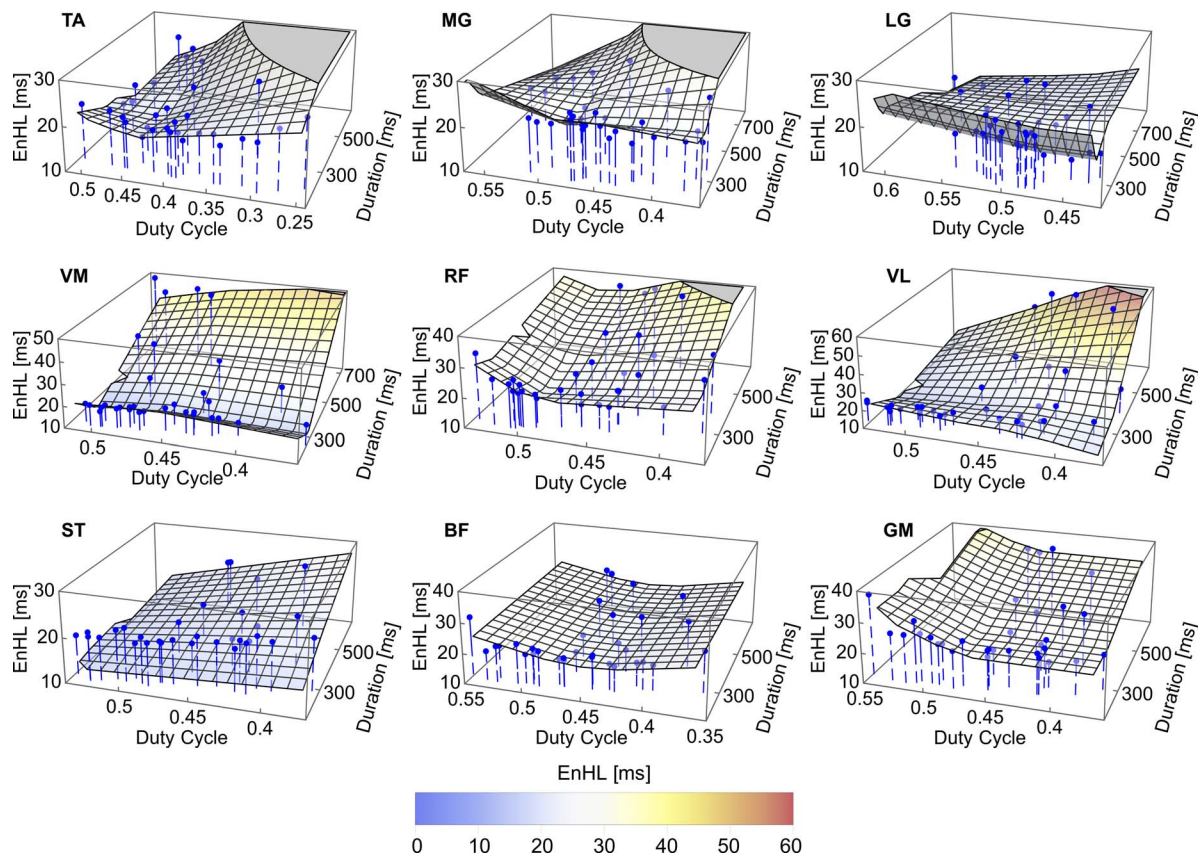 TA
EnHL [ms]
30
20
10
0.5
0.45
0.4
0.35
0.3
0.25
Duty Cycle
300
500
Duration [ms]
MG
EnHL [ms]
30
20
10
0.55
0.5
0.45
0.4
Duty Cycle
300
500
700
Duration [ms]
LG
EnHL [ms]
30
20
10
0.6
0.55
0.5
0.45
Duty Cycle
300
500
700
Duration [ms]
VM
EnHL [ms]
50
40
30
20
10
0.5
0.45
0.4
Duty Cycle
300
500
700
Duration [ms]
RF
EnHL [ms]
40
30
20
10
0.5
0.45
0.4
Duty Cycle
300
500
Duration [ms]
VL
EnHL [ms]
60
50
40
30
20
10
0.5
0.45
0.4
Duty Cycle
300
500
Duration [ms]
ST
EnHL [ms]
30
20
10
0.5
0.45
0.4
Duty Cycle
300
500
Duration [ms]
BF
EnHL [ms]
40
30
20
10
0.55
0.5
0.45
0.4
0.35
Duty Cycle
300
500
Duration [ms]
GM
EnHL [ms]
40
30
20
10
0.55
0.5
0.45
0.4
Duty Cycle
300
500
Duration [ms]
EnHL [ms]
0 10 20 30 40 50 60